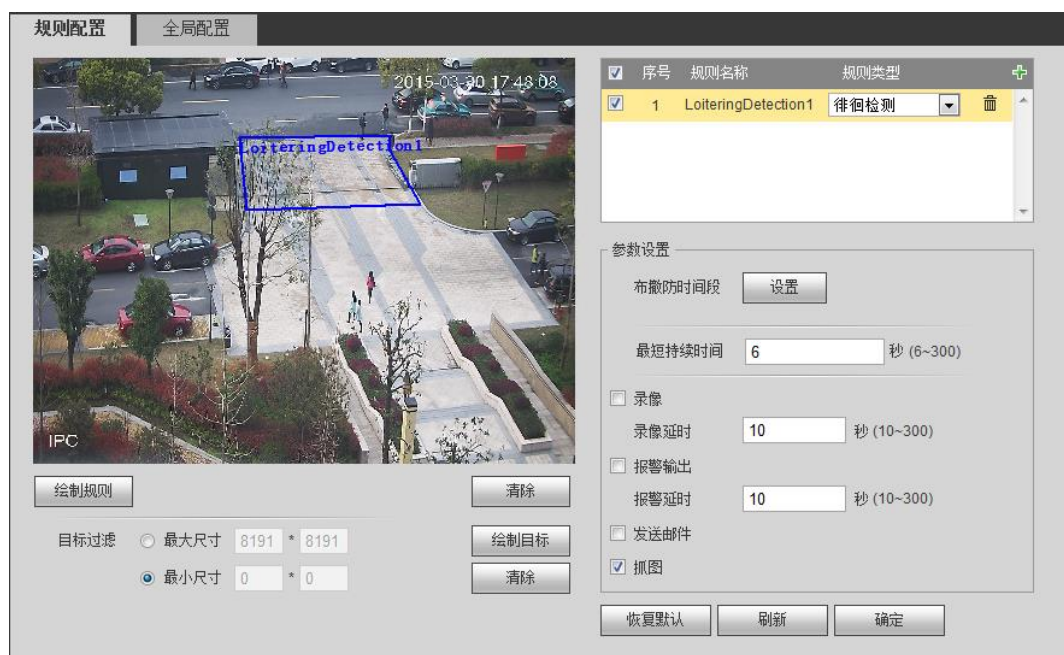 规则配置 全局配置
2015-03-30 17:48:08
LoiteringDetection1
IPC
绘制规则 清除
目标过滤 最大尺寸 8191 * 8191 绘制目标
最小尺寸 0 * 0 清除
序号 规则名称 规则类型
1 LoiteringDetection1 徘徊检测
参数设置
布撤防时间段 设置
最短持续时间 6 秒 (6~300)
录像
录像延时 10 秒 (10~300)
报警输出
报警延时 10 秒 (10~300)
发送邮件
抓图
恢复默认 刷新 确定